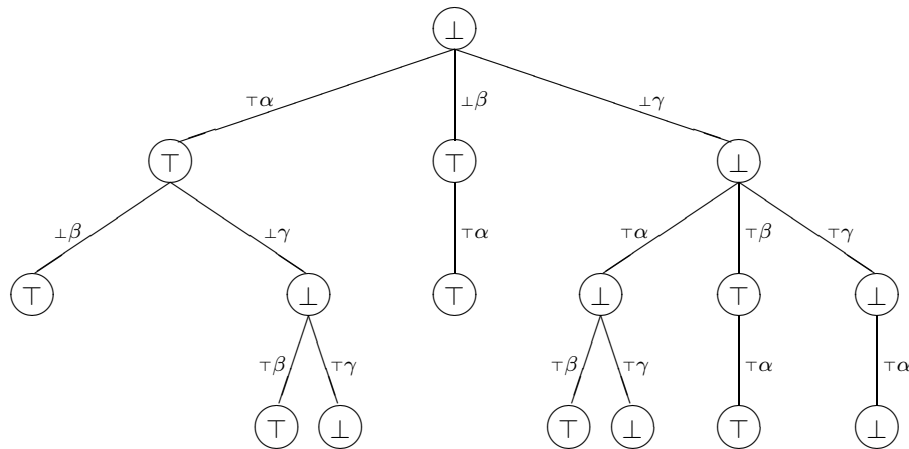 ⊥
⊤α ⊥β ⊥γ
⊤ ⊤ ⊥
⊥β ⊥γ ⊤α ⊤α ⊤β ⊤γ
⊤ ⊥ ⊤ ⊥ ⊤ ⊥
⊤β ⊤γ ⊤β ⊤γ ⊤α ⊤α
⊤ ⊥ ⊤ ⊥ ⊤ ⊥